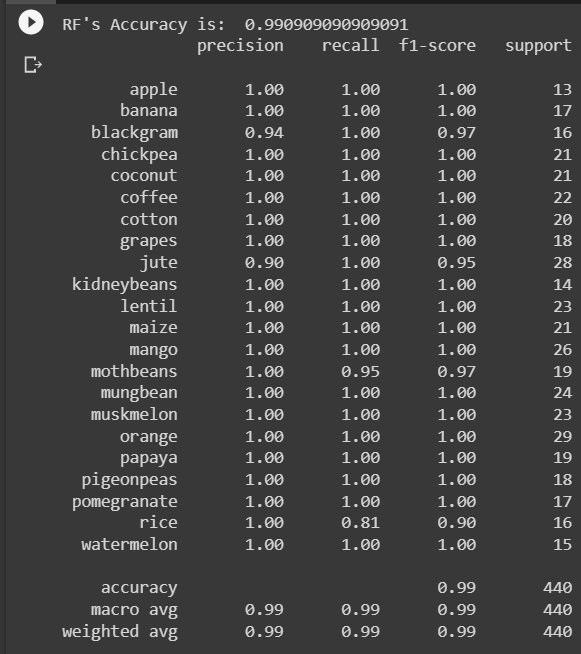 RF's Accuracy is:  0.990909090909091
precision recall f1-score support
apple 1.00 1.00 1.00 13
banana 1.00 1.00 1.00 17
blackgram 0.94 1.00 0.97 16
chickpea 1.00 1.00 1.00 21
coconut 1.00 1.00 1.00 21
coffee 1.00 1.00 1.00 22
cotton 1.00 1.00 1.00 20
grapes 1.00 1.00 1.00 18
jute 0.90 1.00 0.95 28
kidneybeans 1.00 1.00 1.00 14
lentil 1.00 1.00 1.00 23
maize 1.00 1.00 1.00 21
mango 1.00 1.00 1.00 26
mothbeans 1.00 0.95 0.97 19
mungbean 1.00 1.00 1.00 24
muskmelon 1.00 1.00 1.00 23
orange 1.00 1.00 1.00 29
papaya 1.00 1.00 1.00 19
pigeonpeas 1.00 1.00 1.00 18
pomegranate 1.00 1.00 1.00 17
rice 1.00 0.81 0.90 16
watermelon 1.00 1.00 1.00 15
accuracy 0.99 440
macro avg 0.99 0.99 0.99 440
weighted avg 0.99 0.99 0.99 440